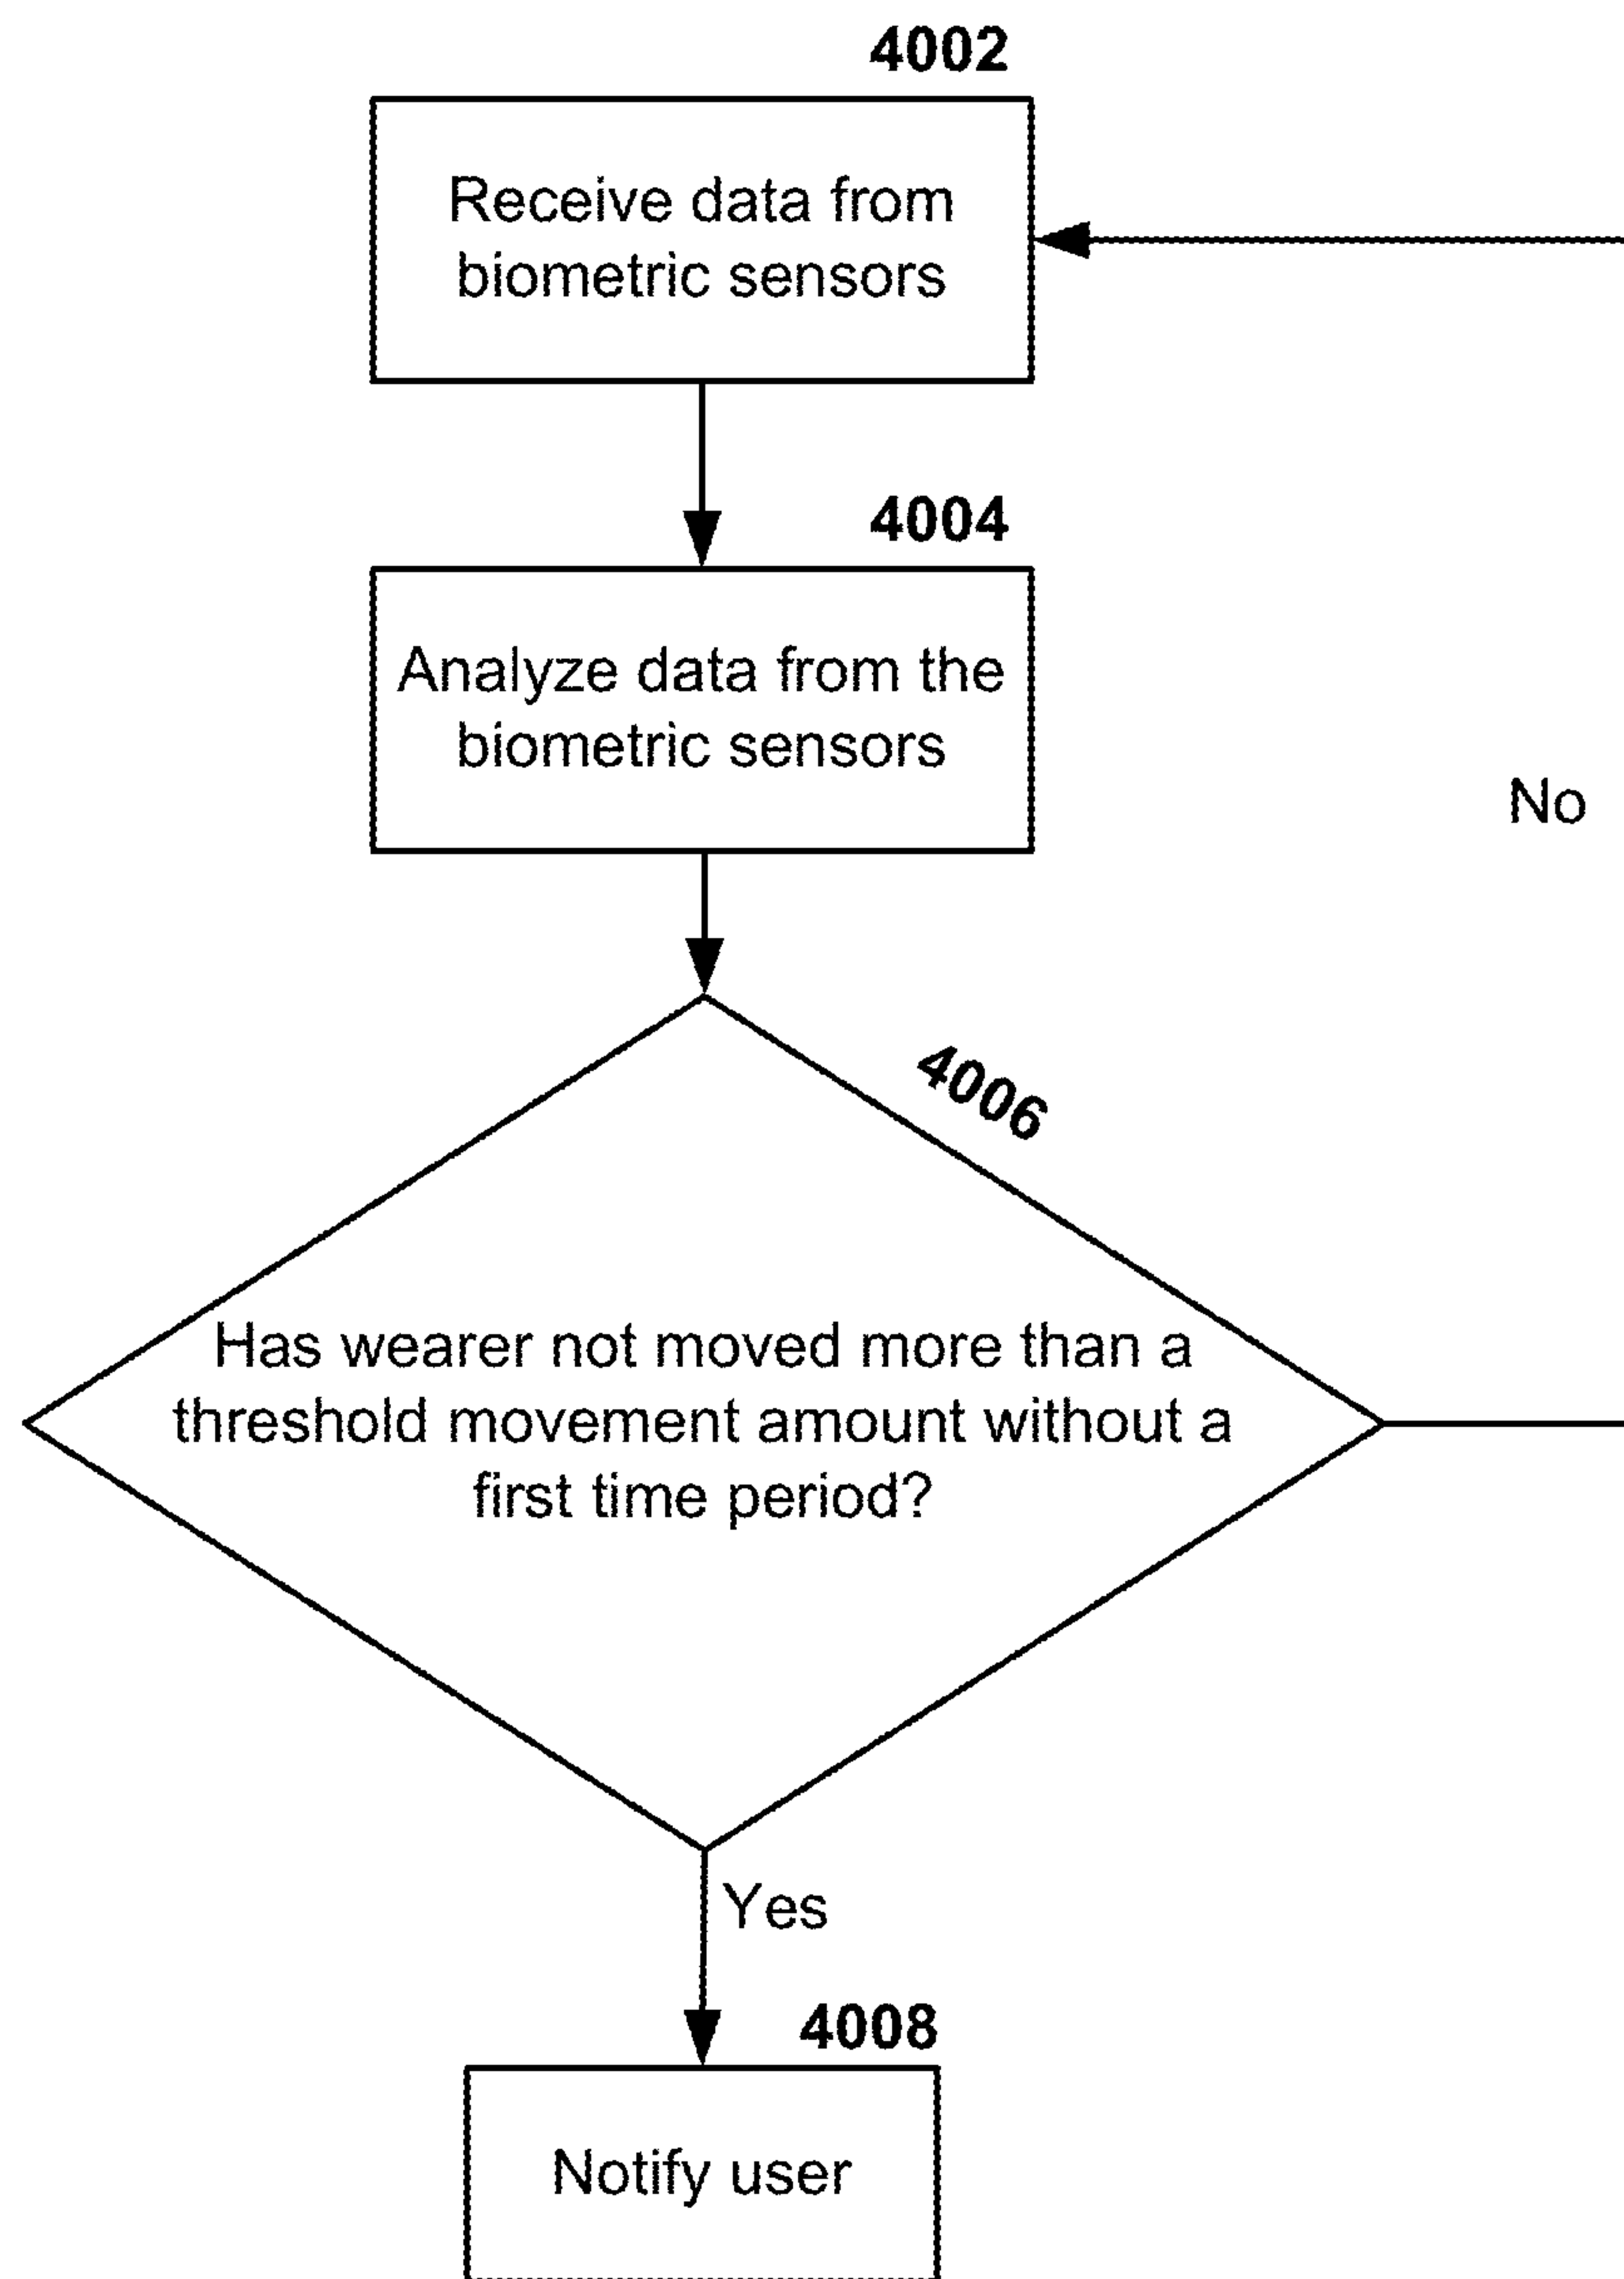 4002
Receive data from
biometric sensors
4004
Analyze data from the
biometric sensors
No
4006
Has wearer not moved more than a
threshold movement amount without a
first time period?
Yes
4008
Notify user